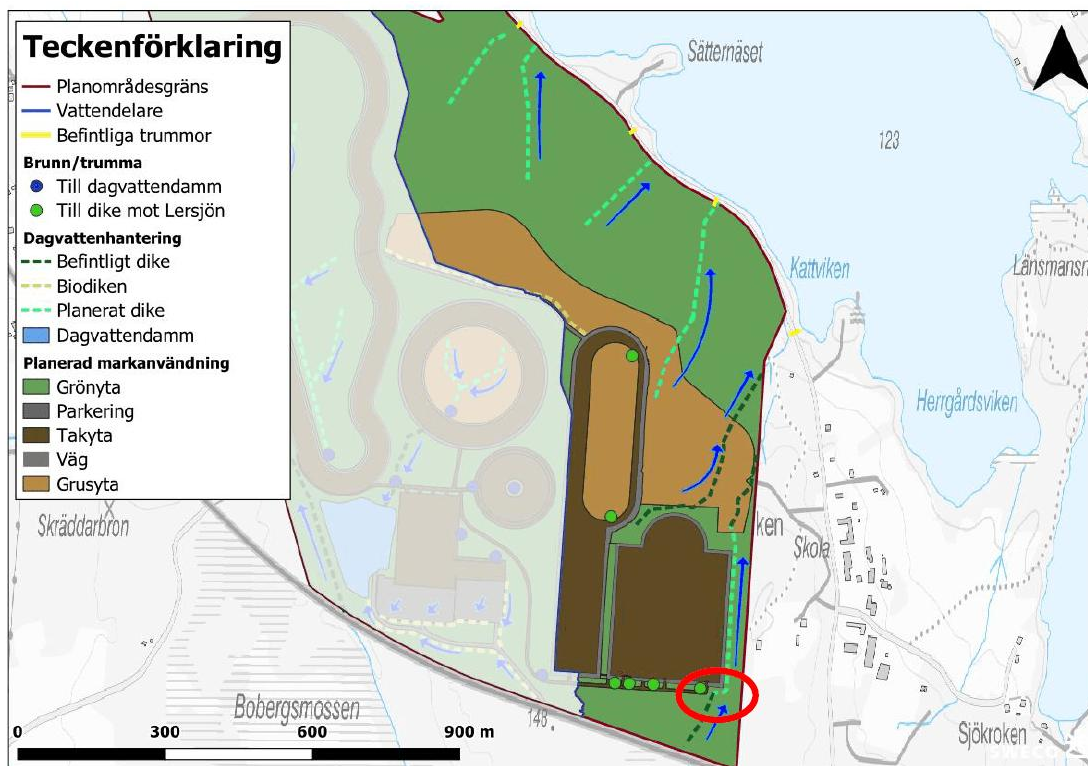 Teckenförklaring
Planområdesgräns
Vattendelare
Befintliga trummor
Brunn/trumma
Till dagvattendamm
Till dike mot Lersjön
Dagvattenhantering
Befintligt dike
Biodiken
Planerat dike
Dagvattendamm
Planerad markanvändning
Grönyta
Parkering
Takyta
Väg
Grusyta
Sätternäset
123
Kattviken
Länsmansn
Herrgårdsviken
Skräddarbron
ken
Skola
Bobergsmossen
148
Sjökroken
0 300 600 900 m
SWECO